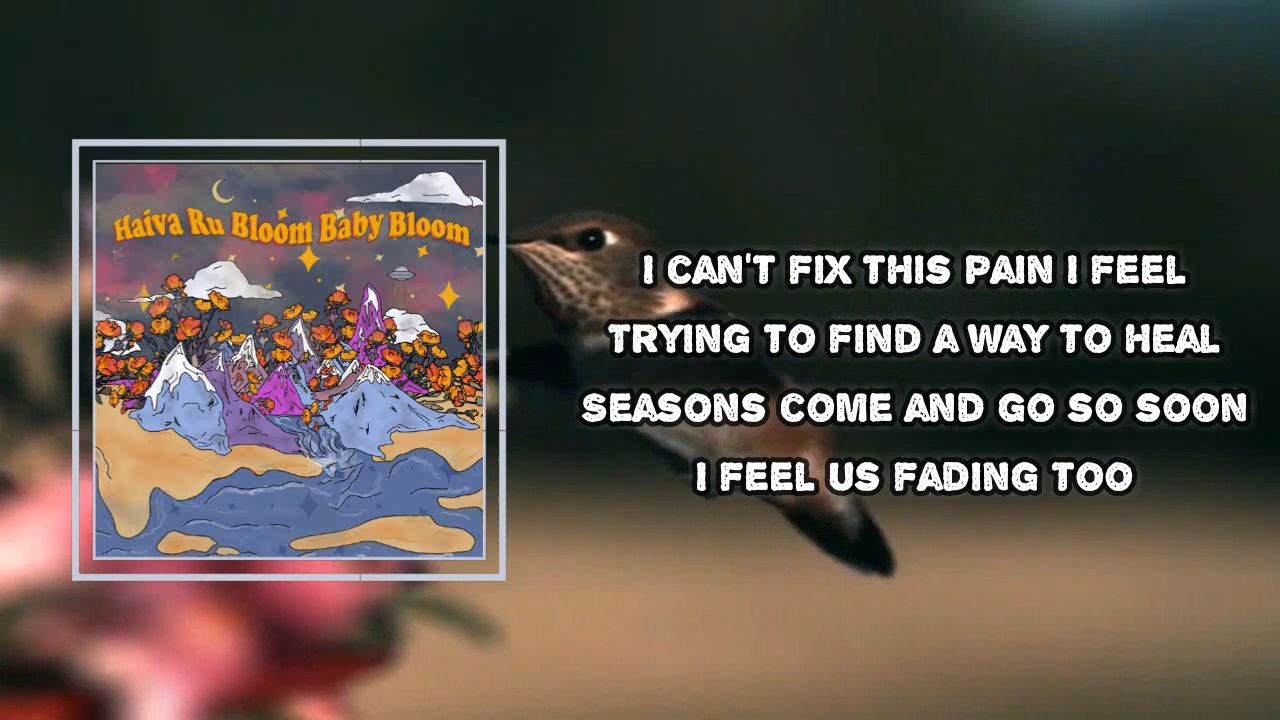 Haiva Ru Bloom Baby Bloom
I CAN'T FIX THIS PAIN I FEEL
TRYING TO FIND A WAY TO HEAL
SEASONS COME AND GO SO SOON
I FEEL US FADING TOO